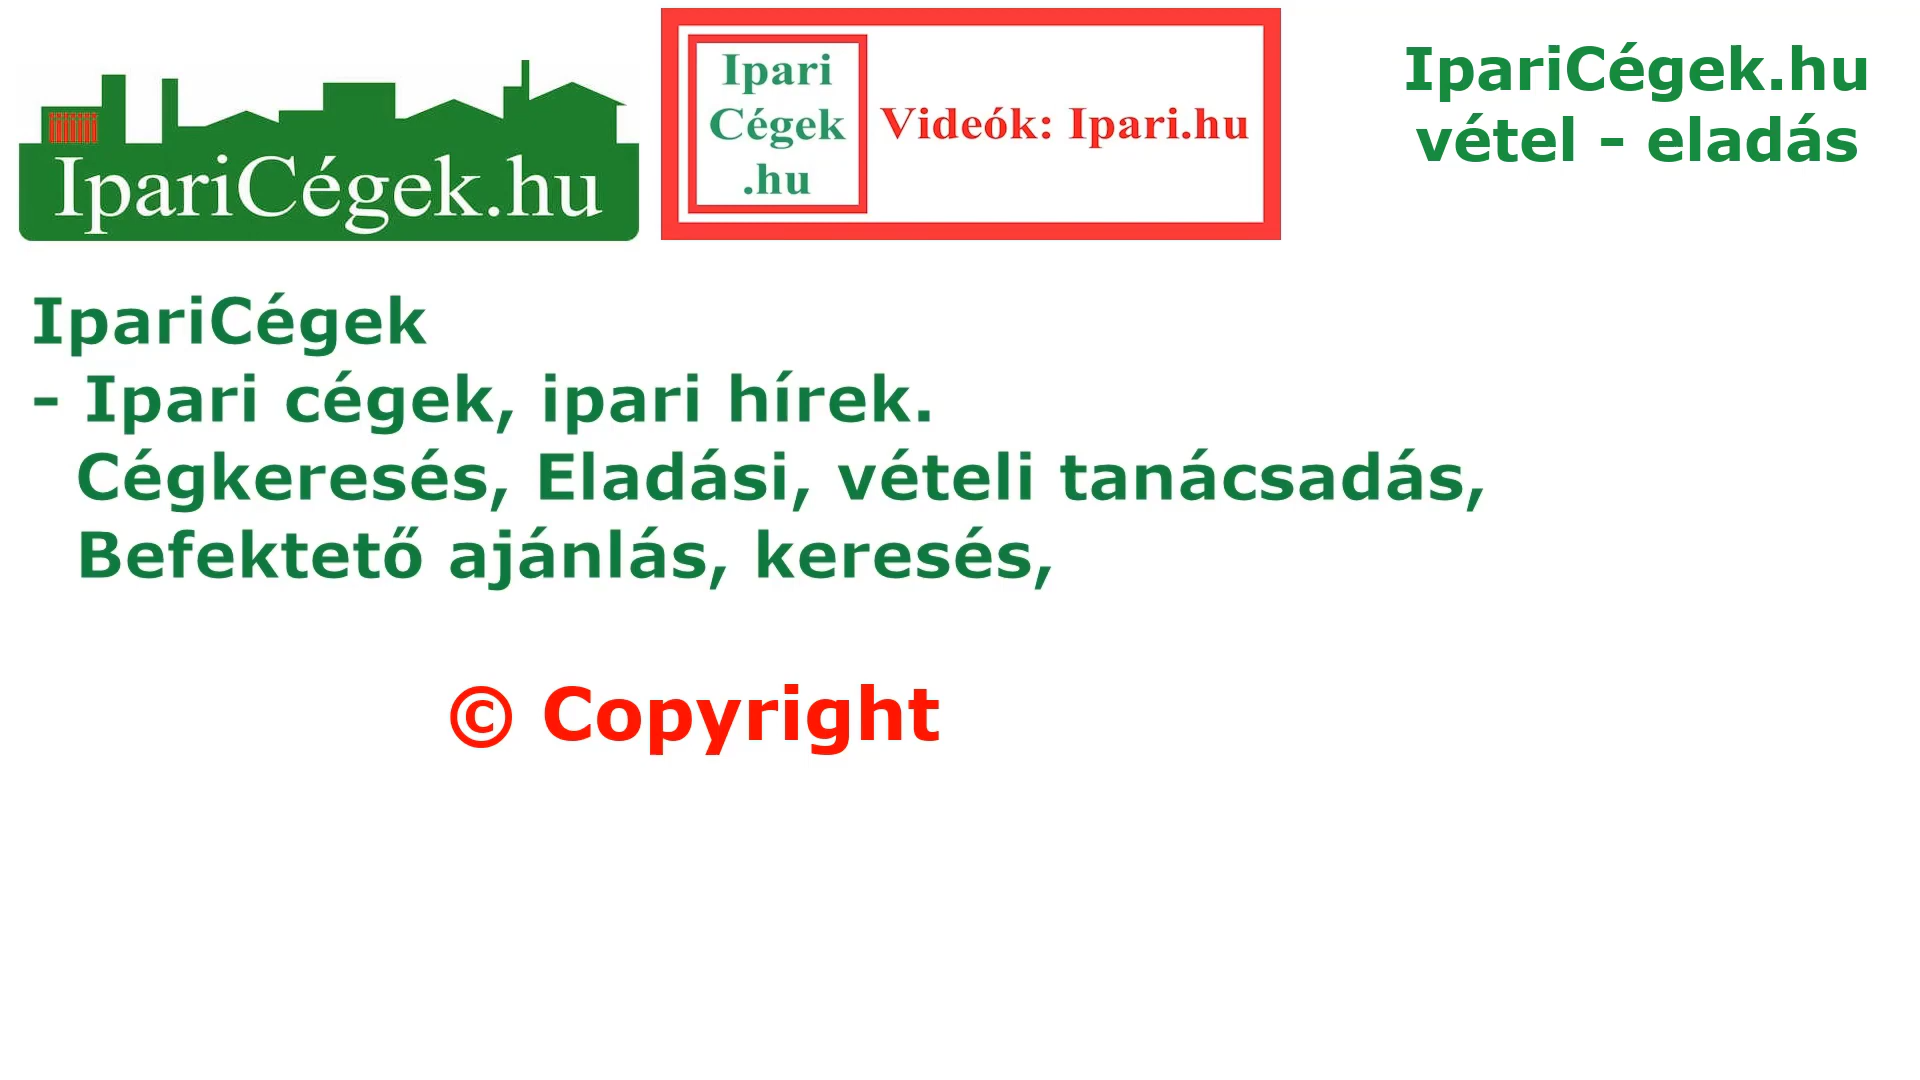 IpariCégek.hu
Ipari
Cégek
.hu
Videók: Ipari.hu
IpariCégek.hu
vétel - eladás
IpariCégek
- Ipari cégek, ipari hírek.
Cégkeresés, Eladási, vételi tanácsadás,
Befektető ajánlás, keresés,
© Copyright